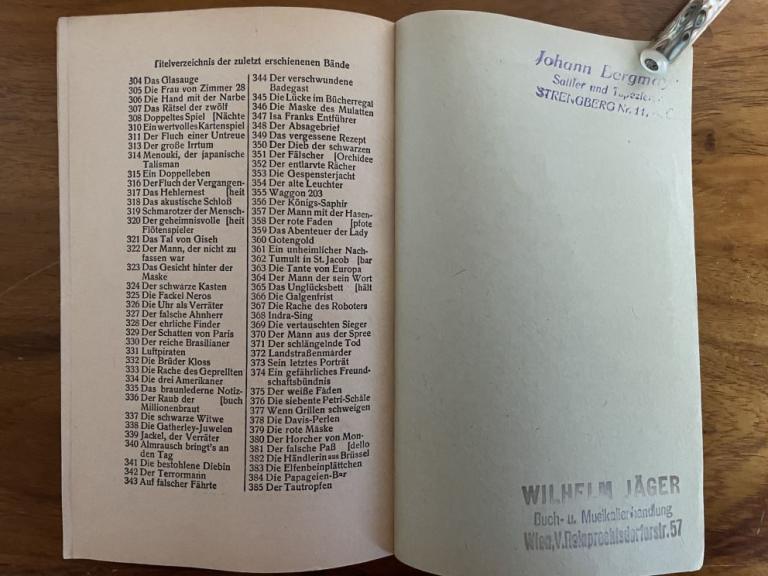 Titelverzeichnis der zuletzt erschienenen Bände
304 Das Glasauge
305 Die Frau von Zimmer 28
306 Die Hand mit der Narbe
307 Das Rätsel der zwölf
308 Doppeltes Spiel [Nächte
310 Ein wertvolles Kartenspiel
311 Der Fluch einer Untreue
313 Der große Irrtum
314 Menouki, der japanische
Talisman
315 Ein Doppelleben
316 Der Fluch der Vergangen-
317 Das Hehlernest [heit
318 Das akustische Schloß
319 Schmarotzer der Mensch-
320 Der geheimnisvolle [heit
Flötenspieler
321 Das Tal von Giseh
322 Der Mann, der nicht zu
fassen war
323 Das Gesicht hinter der
Maske
324 Der schwarze Kasten
325 Die Fackel Neros
326 Die Uhr als Verräter
327 Der falsche Ahnherr
328 Der ehrliche Finder
329 Der Schatten von Paris
330 Der reiche Brasilianer
331 Luftpiraten
332 Die Brüder Kloss
333 Die Rache des Geprellten
334 Die drei Amerikaner
335 Das braunlederne Notiz-
336 Der Raub der [buch
Millionenbraut
337 Die schwarze Witwe
338 Die Gatherley-Juwelen
339 Jackel, der Verräter
340 Almrausch bringt's an
den Tag
341 Die bestohlene Diebin
342 Der Terrormann
343 Auf falscher Fährte
344 Der verschwundene
Badegast
345 Die Lücke im Bücherregal
346 Die Maske des Mulatten
347 Isa Franks Entführer
348 Der Absagebrief
349 Das vergessene Rezept
350 Der Dieb der schwarzen
351 Der Fälscher [Orchidee
352 Der entlarvte Rächer
353 Die Gespensterjacht
354 Der alte Leuchter
355 Waggon 203
356 Der Königs-Saphir
357 Der Mann mit der Hasen-
358 Der rote Faden [pfote
359 Das Abenteuer der Lady
360 Gotengold
361 Ein unheimlicher Nach-
362 Tumult in St. Jacob [bar
363 Die Tante von Europa
364 Der Mann der sein Wort
365 Das Unglücksbett [hält
366 Die Galgenfrist
367 Die Rache des Roboters
368 Indra-Sing
369 Die vertauschten Sieger
370 Der Mann aus der Spree
371 Der schlängelnde Tod
372 Landstraßenmarder
373 Sein letztes Porträt
374 Ein gefährliches Freund-
schaftsbündnis
375 Der weiße Faden
376 Die siebente Petri-Schale
377 Wenn Grillen schweigen
378 Die Davis-Perlen
379 Die rote Maske
380 Der Horcher von Mon-
381 Der falsche Paß [dello
382 Die Händlerin aus Brüssel
383 Die Elfenbeinplättchen
384 Die Papageien-Bar
385 Der Tautropfen
Johann
Sattler und
STRENGBERG Nr. 11,
WILHELM JÄGER
Buch- u. Musikalienhandlung
Wien, V. Reinprechtsdorferstr. 57